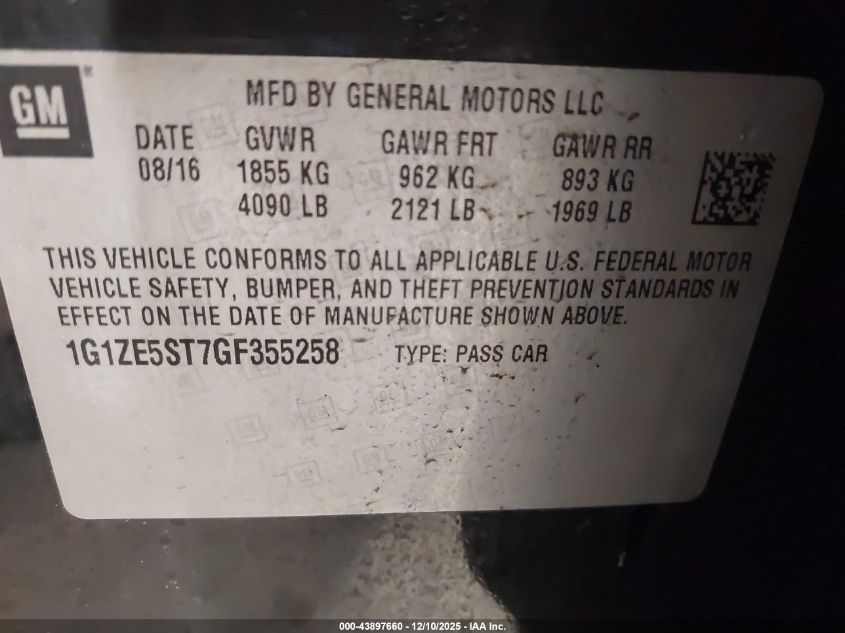 GM®
MFD BY GENERAL MOTORS LLC
DATE GVWR GAWR FRT GAWR RR
08/16 1855 KG 962 KG 893 KG
4090 LB 2121 LB 1969 LB
THIS VEHICLE CONFORMS TO ALL APPLICABLE U.S. FEDERAL MOTOR
VEHICLE SAFETY, BUMPER, AND THEFT PREVENTION STANDARDS IN
EFFECT ON THE DATE OF MANUFACTURE SHOWN ABOVE.
1G1ZE5ST7GF355258 TYPE: PASS CAR
000-43897660 - 12/10/2025 - IAA Inc.